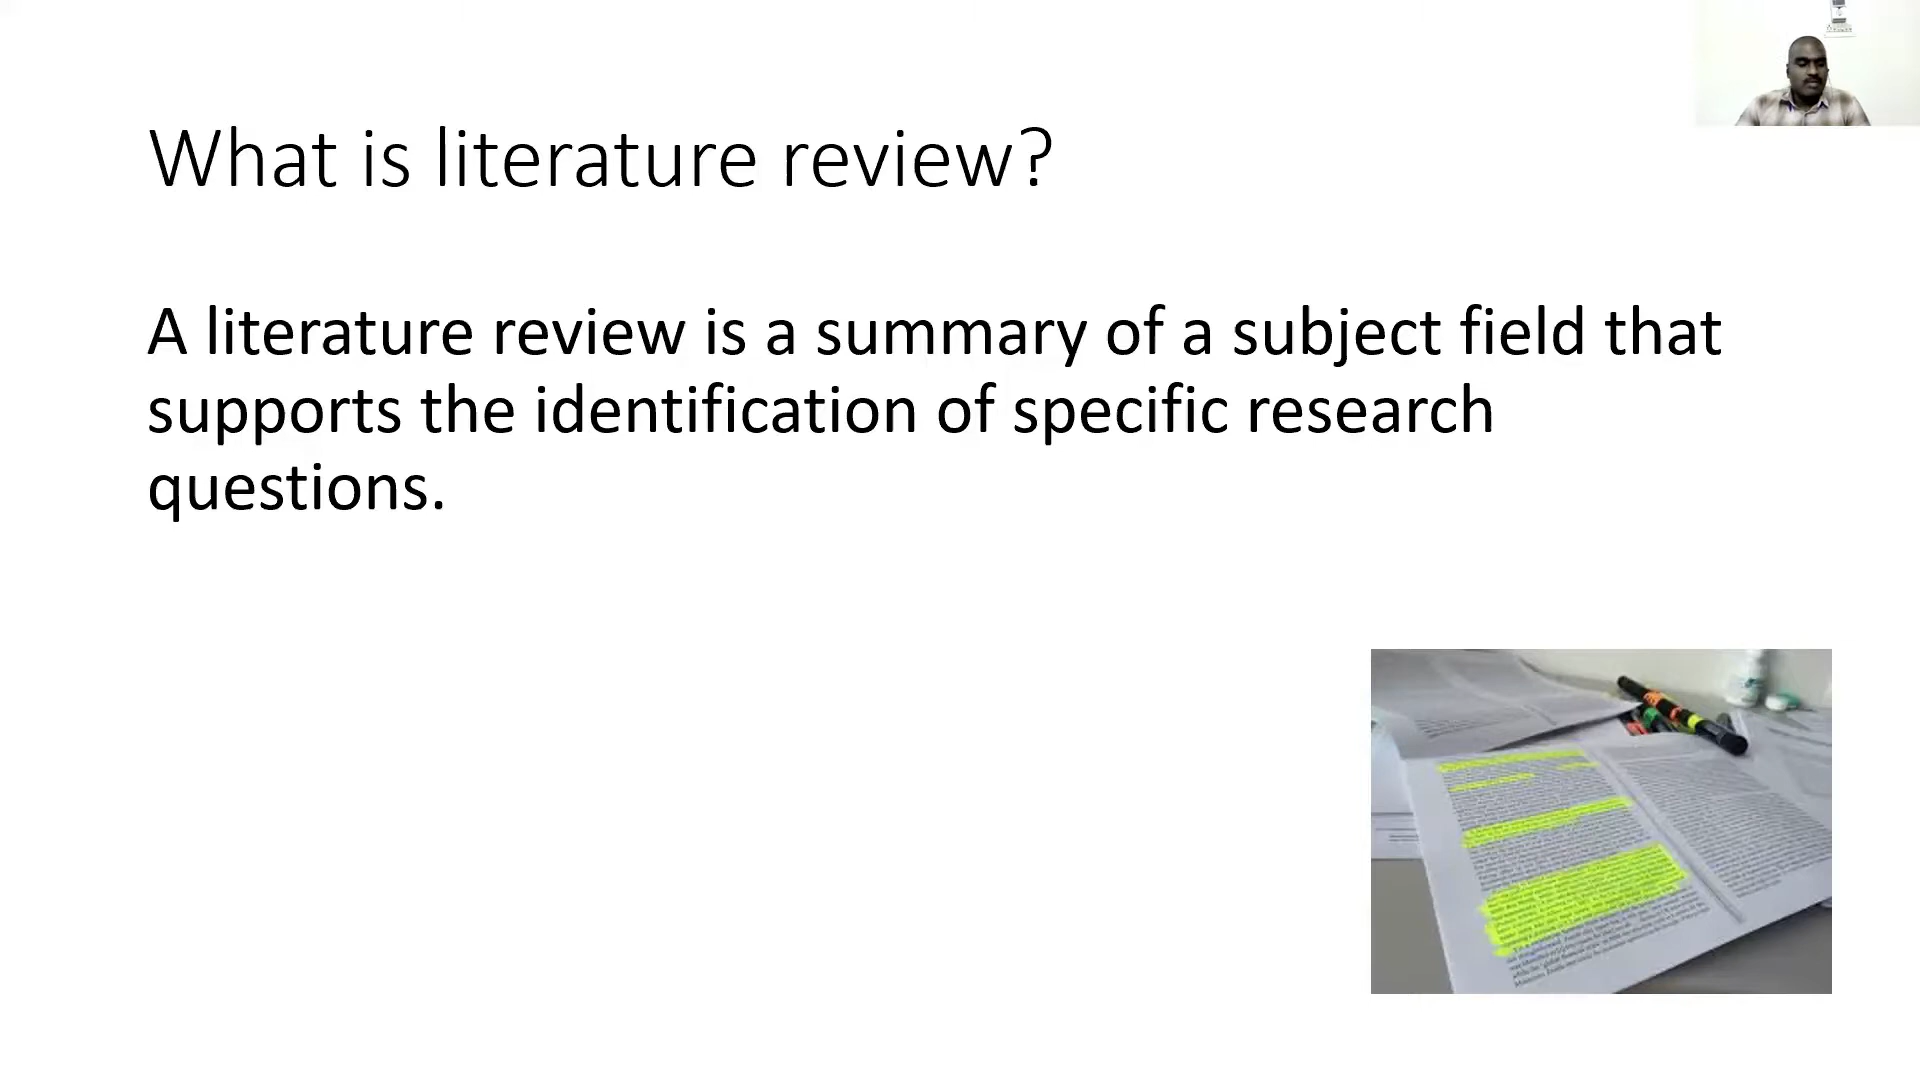 What is literature review?
A literature review is a summary of a subject field that
supports the identification of specific research
questions.